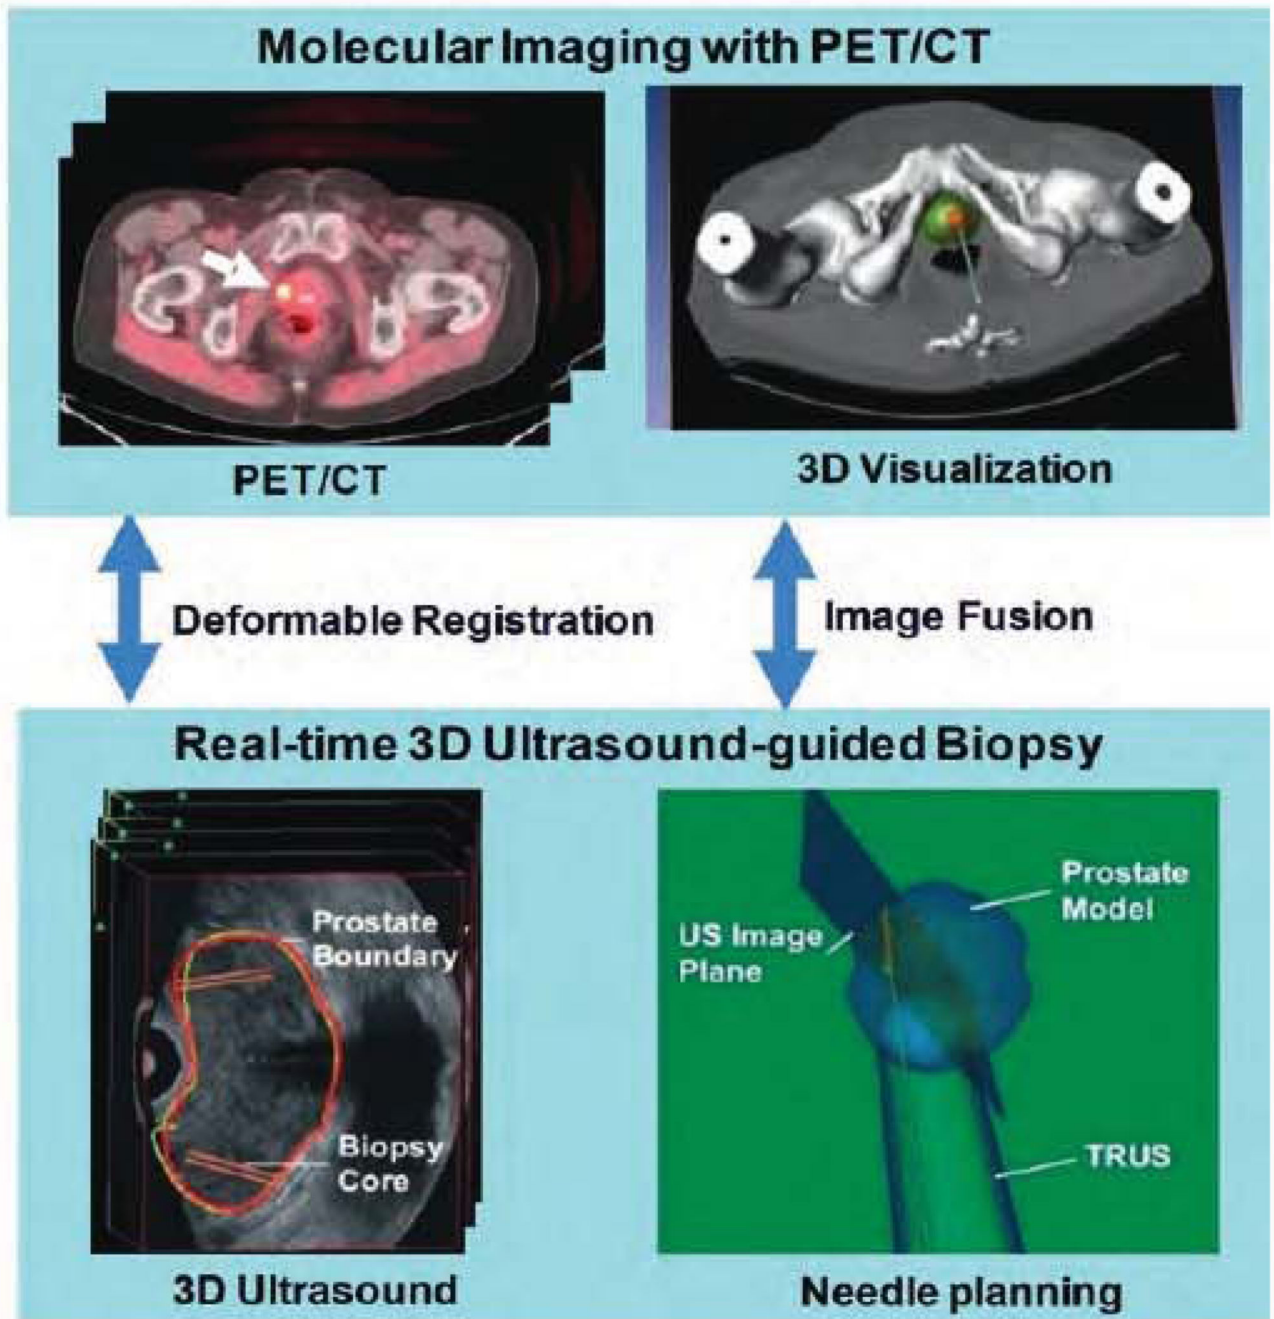 Molecular Imaging with PET/CT
PET/CT
3D Visualization
Deformable Registration
Image Fusion
Real-time 3D Ultrasound-guided Biopsy
Prostate
Boundary
Biopsy
Core
Prostate
Model
US Image
Plane
TRUS
3D Ultrasound
Needle planning